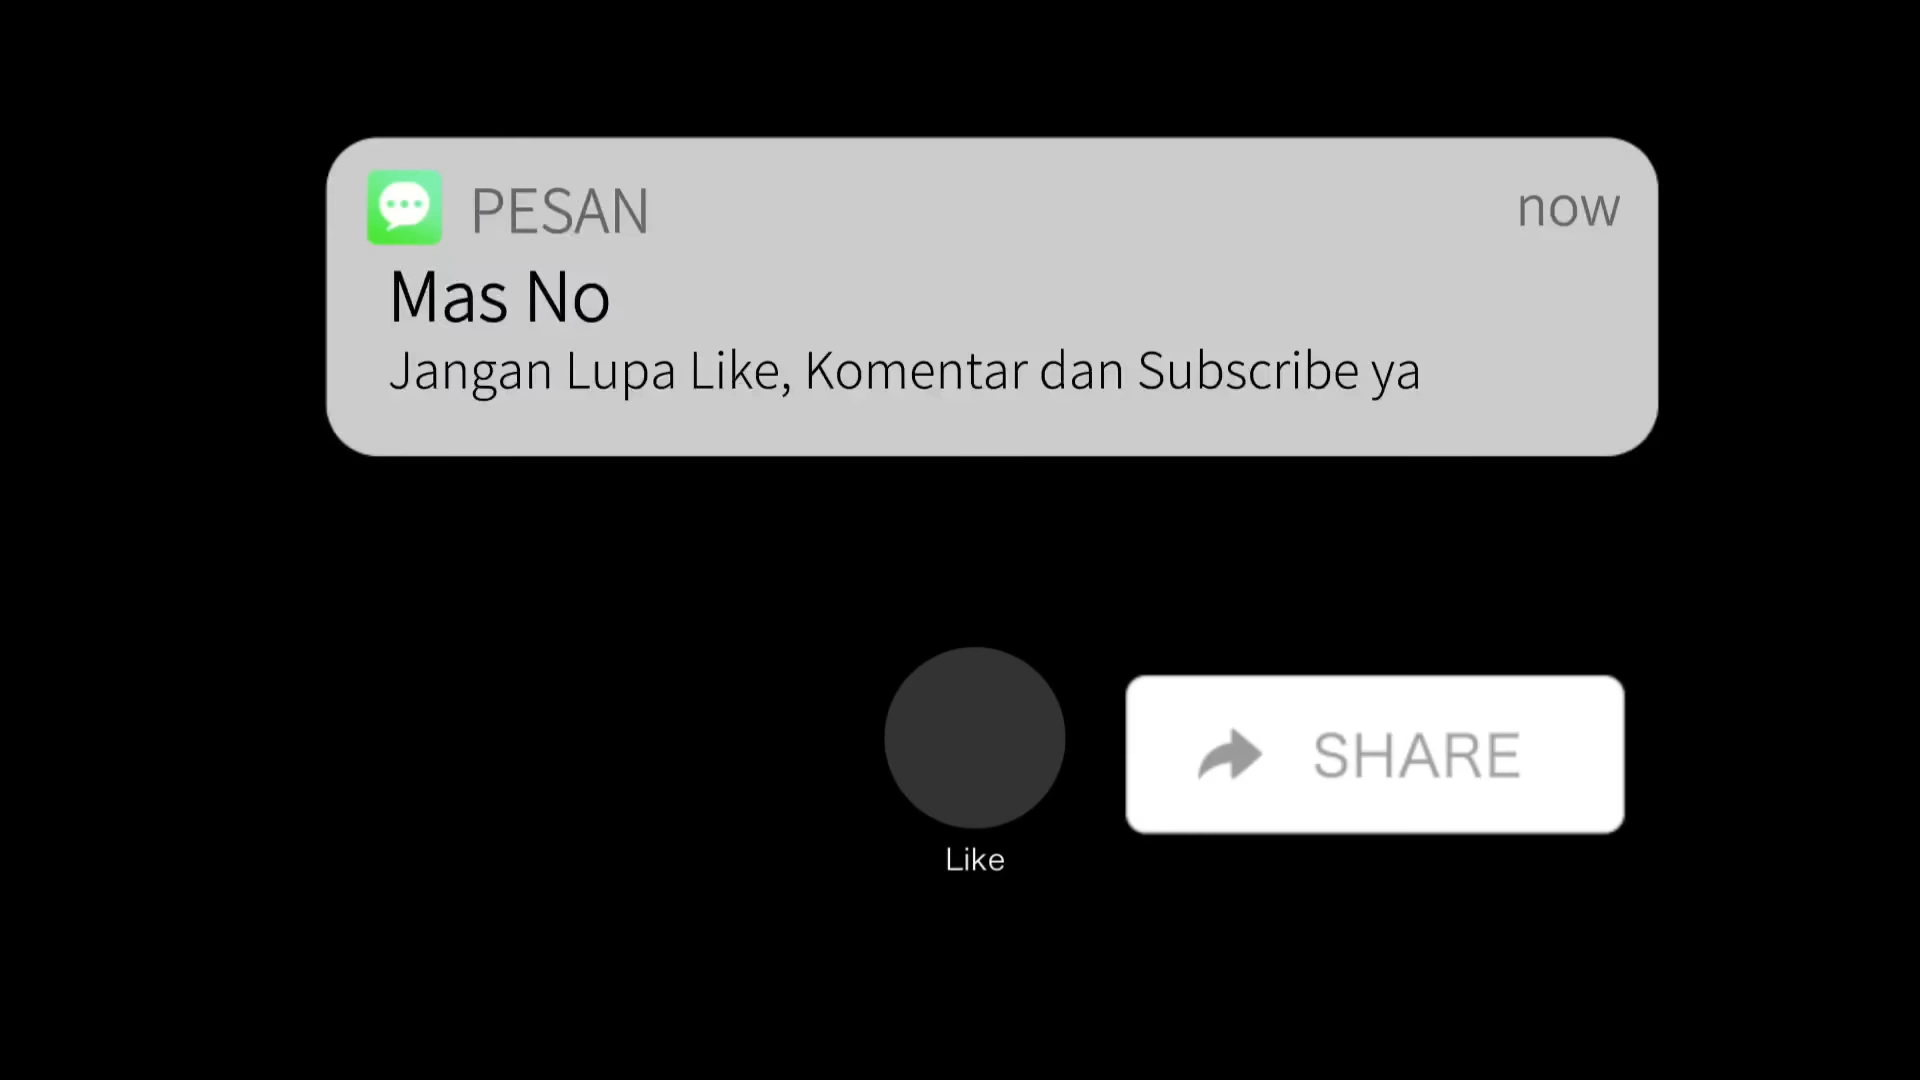 PESAN
now
Mas No
Jangan Lupa Like, Komentar dan Subscribe ya
SHARE
Like